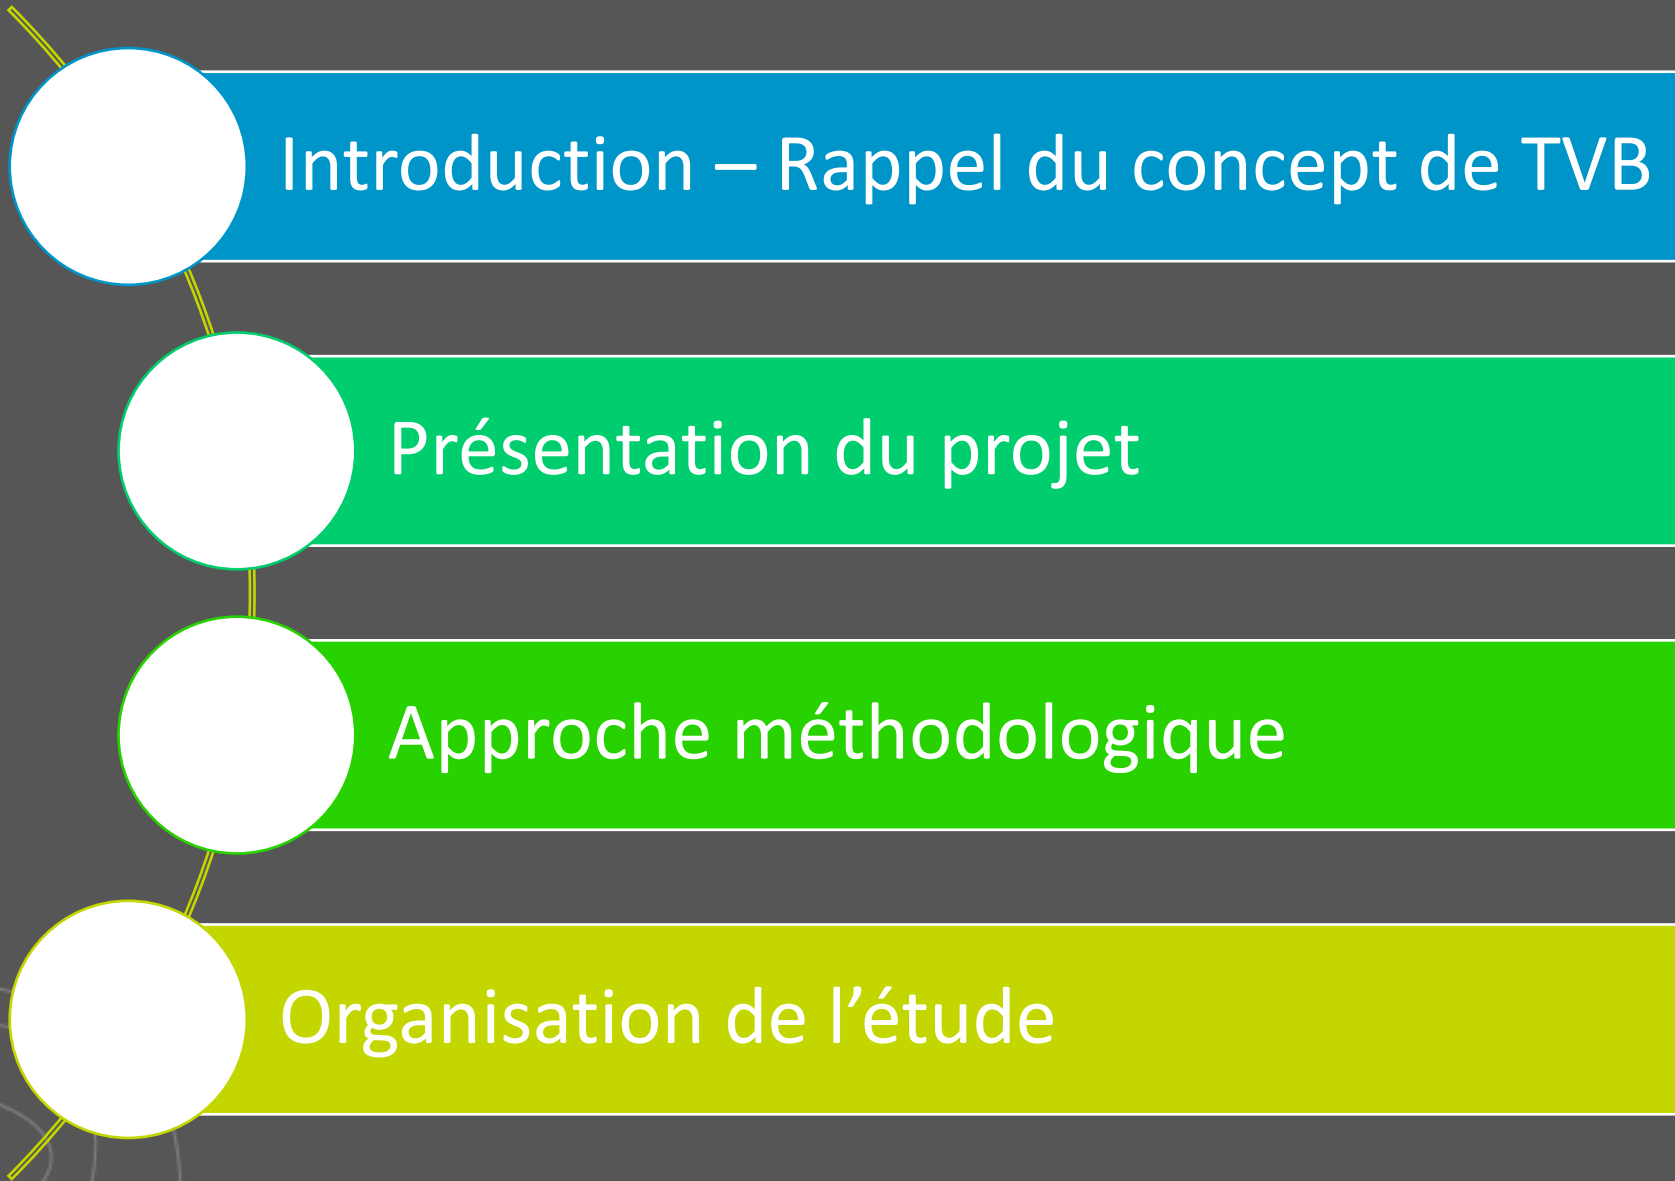 Introduction – Rappel du concept de TVB
Présentation du projet
Approche méthodologique
Organisation de l’étude